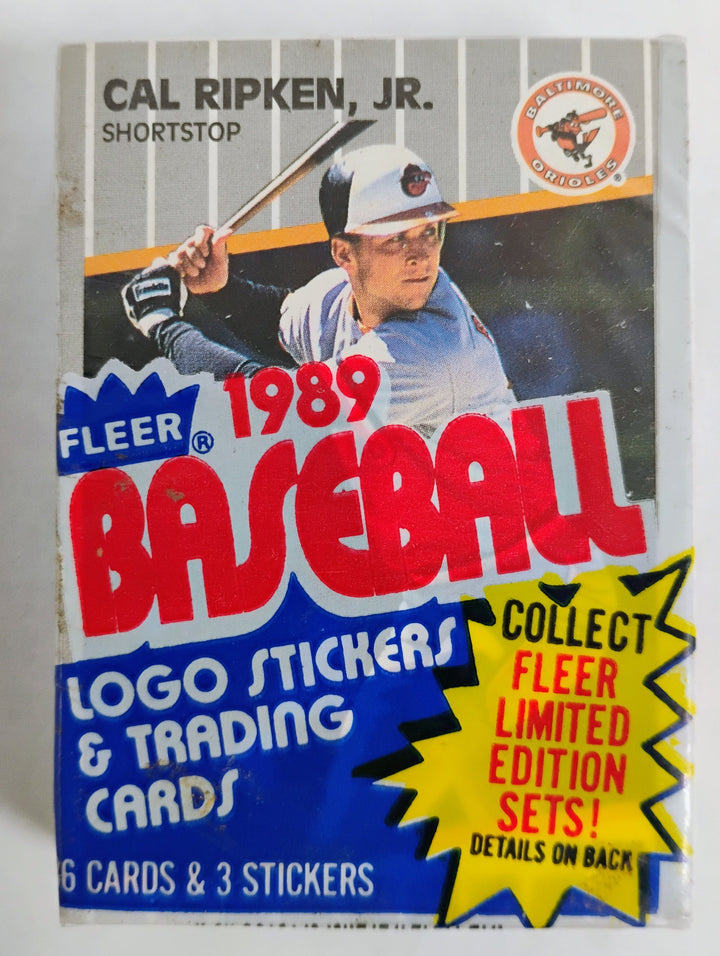 CAL RIPKEN, JR.
SHORTSTOP
BALTIMORE
ORIOLES®
Franklin
FLEER®
1989
BASEBALL
LOGO STICKERS
& TRADING
CARDS
6 CARDS & 3 STICKERS
COLLECT
FLEER
LIMITED
EDITION
SETS!
DETAILS ON BACK